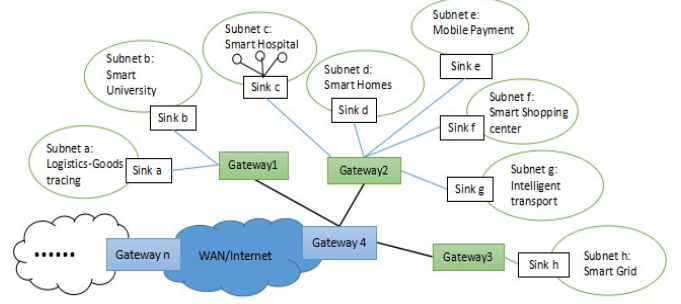 Subnet e:
Mobile Payment
Sink e
Subnet c:
Smart Hospital
Sink c
Subnet b:
Smart
University
Sink b
Subnet d:
Smart Homes
Sink d
Subnet f:
Smart Shopping
center
Sink f
Subnet a:
Logistics-Goods
tracing
Sink a
Gateway1
Gateway2
Subnet g:
Intelligent
transport
Sink g
......
Gateway n
WAN/Internet
Gateway 4
Gateway3
Sink h
Subnet h:
Smart Grid